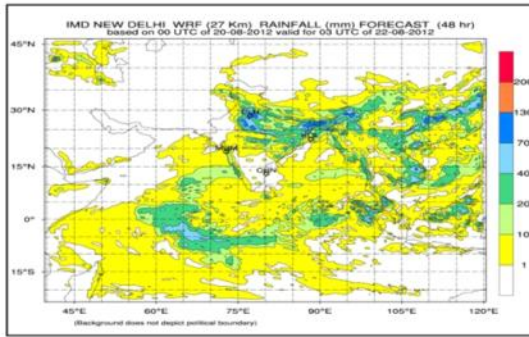 IMD NEW DELHI WRF (27 Km) RAINFALL (mm) FORECAST (48 hr)
based on 00 UTC of 20-08-2012 valid for 03 UTC of 22-08-2012
45°N
30°N
15°N
0°
15°S
45°E
60°E
75°E
90°E
105°E
120°E
200
130
70
40
20
10
1
(Background does not depict political boundary)